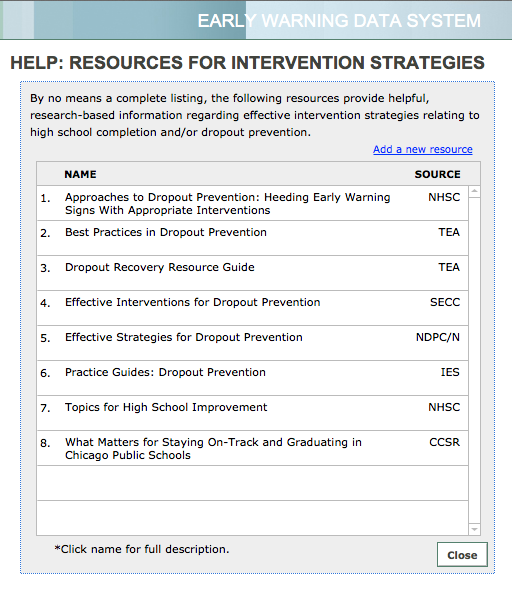 EARLY WARNING DATA SYSTEM
HELP: RESOURCES FOR INTERVENTION STRATEGIES
By no means a complete listing, the following resources provide helpful,
research-based information regarding effective intervention strategies relating to
high school completion and/or dropout prevention.
Add a new resource
NAME SOURCE
1. Approaches to Dropout Prevention: Heeding Early Warning NHSC
Signs With Appropriate Interventions
2. Best Practices in Dropout Prevention TEA
3. Dropout Recovery Resource Guide TEA
4. Effective Interventions for Dropout Prevention SECC
5. Effective Strategies for Dropout Prevention NDPC/N
6. Practice Guides: Dropout Prevention IES
7. Topics for High School Improvement NHSC
8. What Matters for Staying On-Track and Graduating in CCSR
Chicago Public Schools
*Click name for full description.
Close